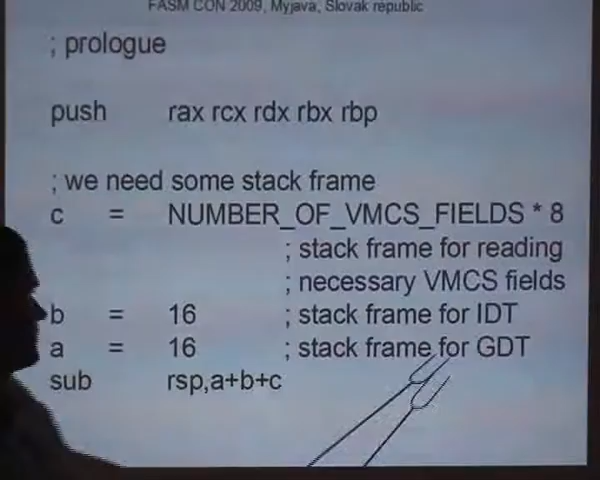 FASM CON 2009, Myjava, Slovak republic
; prologue
push rax rcx rdx rbx rbp
; we need some stack frame
c = NUMBER_OF_VMCS_FIELDS * 8
; stack frame for reading
; necessary VMCS fields
b = 16 ; stack frame for IDT
a = 16 ; stack frame for GDT
sub rsp,a+b+c